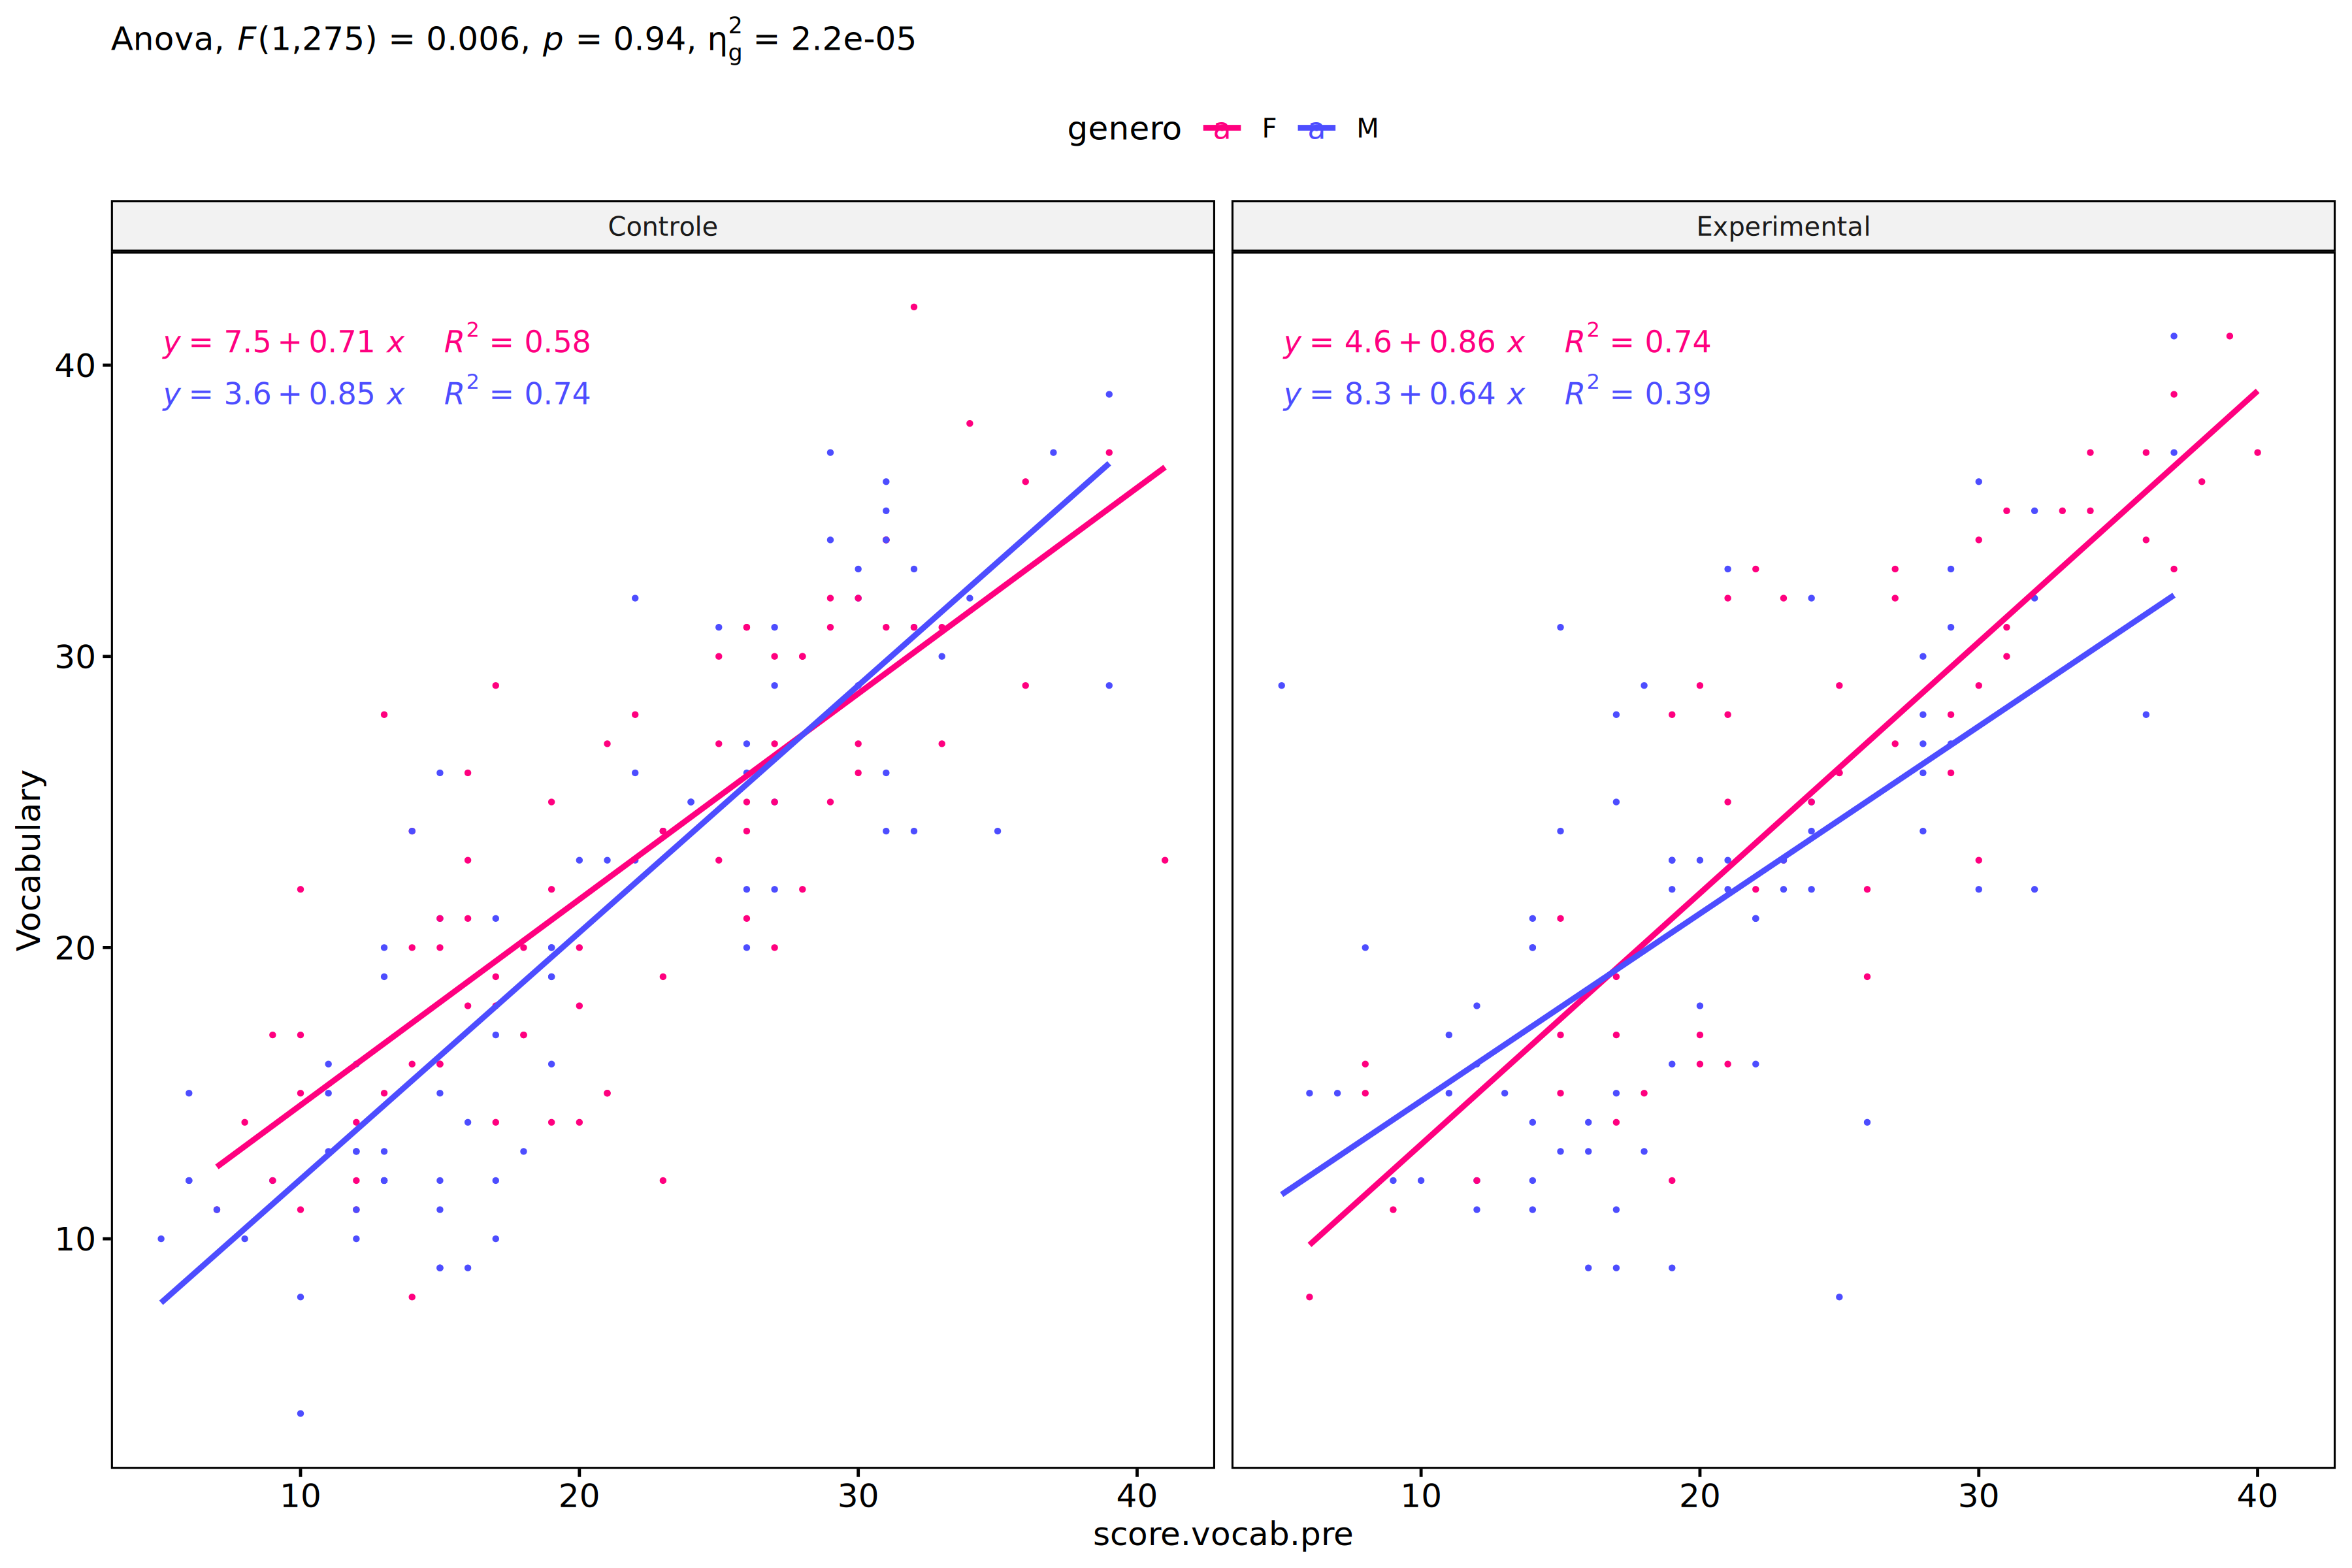 Anova, F(1,275) = 0.006, p = 0.94, η²g = 2.2e-05
genero a F a M
Controle
Experimental
y = 7.5 + 0.71 x R² = 0.58
y = 3.6 + 0.85 x R² = 0.74
y = 4.6 + 0.86 x R² = 0.74
y = 8.3 + 0.64 x R² = 0.39
Vocabulary
40
30
20
10
10 20 30 40
10 20 30 40
score.vocab.pre